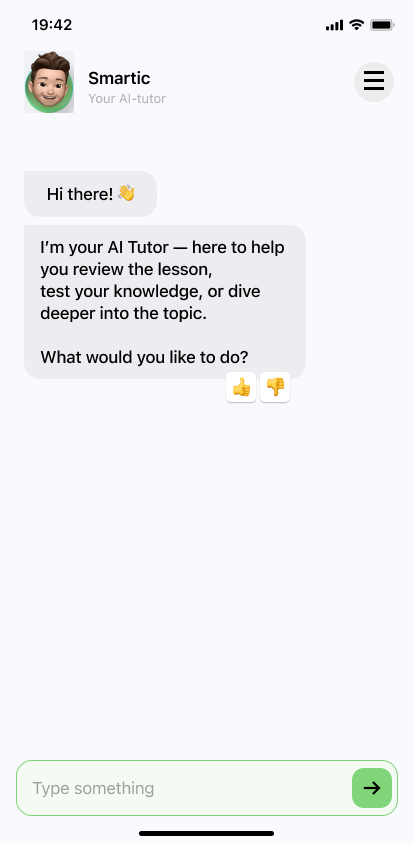 19:42
Smartic
Your AI-tutor
Hi there! 👋
I’m your AI Tutor — here to help
you review the lesson,
test your knowledge, or dive
deeper into the topic.
What would you like to do?
👍 👎
Type something